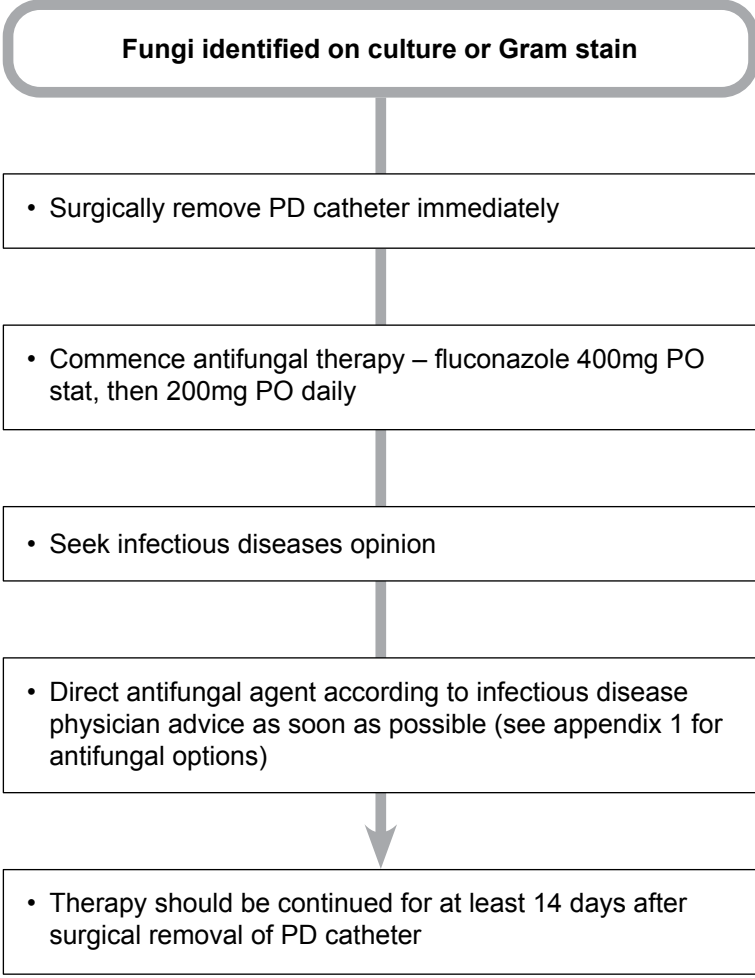 Fungi identified on culture or Gram stain
• Surgically remove PD catheter immediately
• Commence antifungal therapy – fluconazole 400mg PO
stat, then 200mg PO daily
• Seek infectious diseases opinion
• Direct antifungal agent according to infectious disease
physician advice as soon as possible (see appendix 1 for
antifungal options)
• Therapy should be continued for at least 14 days after
surgical removal of PD catheter